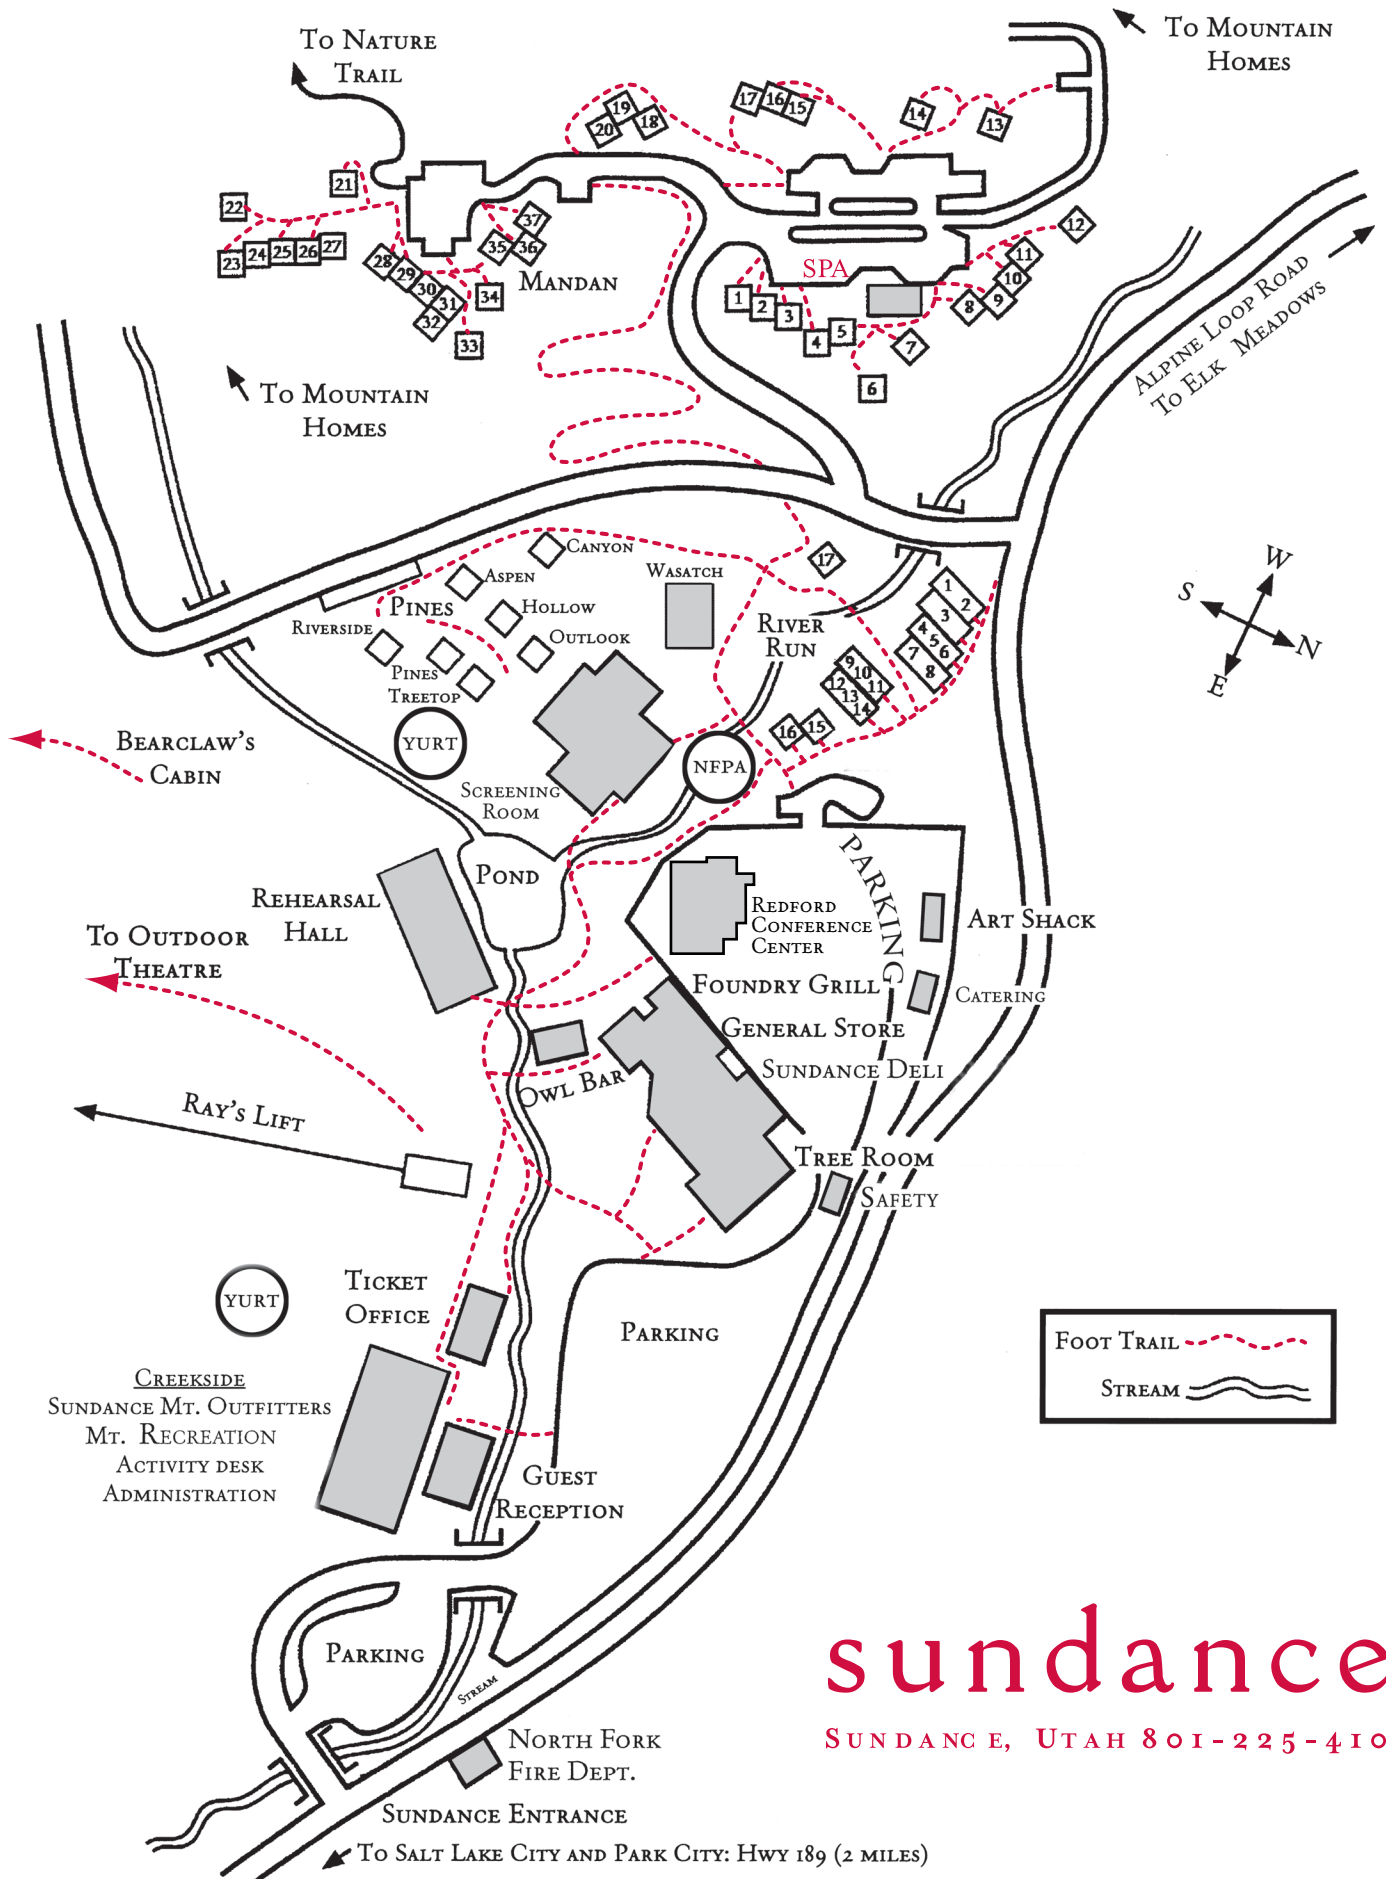 To Nature
Trail
To Mountain
Homes
17
16
15
14
13
19
20
18
21
22
23
24
25
26
27
28
29
30
31
32
33
34
35
36
37
Mandan
SPA
1
2
3
4
5
6
7
8
9
10
11
12
Alpine Loop Road
To Elk Meadows
To Mountain
Homes
Canyon
Aspen
Pines
Hollow
Riverside
Outlook
Pines
Treetop
Wasatch
River
Run
17
1
2
3
4
5
6
7
8
9
10
11
12
13
14
15
16
W
S
N
E
Bearclaw's
Cabin
YURT
Screening
Room
NFPA
Pond
Rehearsal
Hall
To Outdoor
Theatre
Parking
Redford
Conference
Center
Art Shack
Foundry Grill
Catering
General Store
Sundance Deli
Owl Bar
Ray's Lift
Tree Room
Safety
YURT
Ticket
Office
Parking
Foot Trail
Stream
Creekside
Sundance Mt. Outfitters
Mt. Recreation
Activity desk
Administration
Guest
Reception
Parking
Stream
North Fork
Fire Dept.
Sundance Entrance
To Salt Lake City and Park City: Hwy 189 (2 miles)
sundance
Sundance, Utah 801-225-410